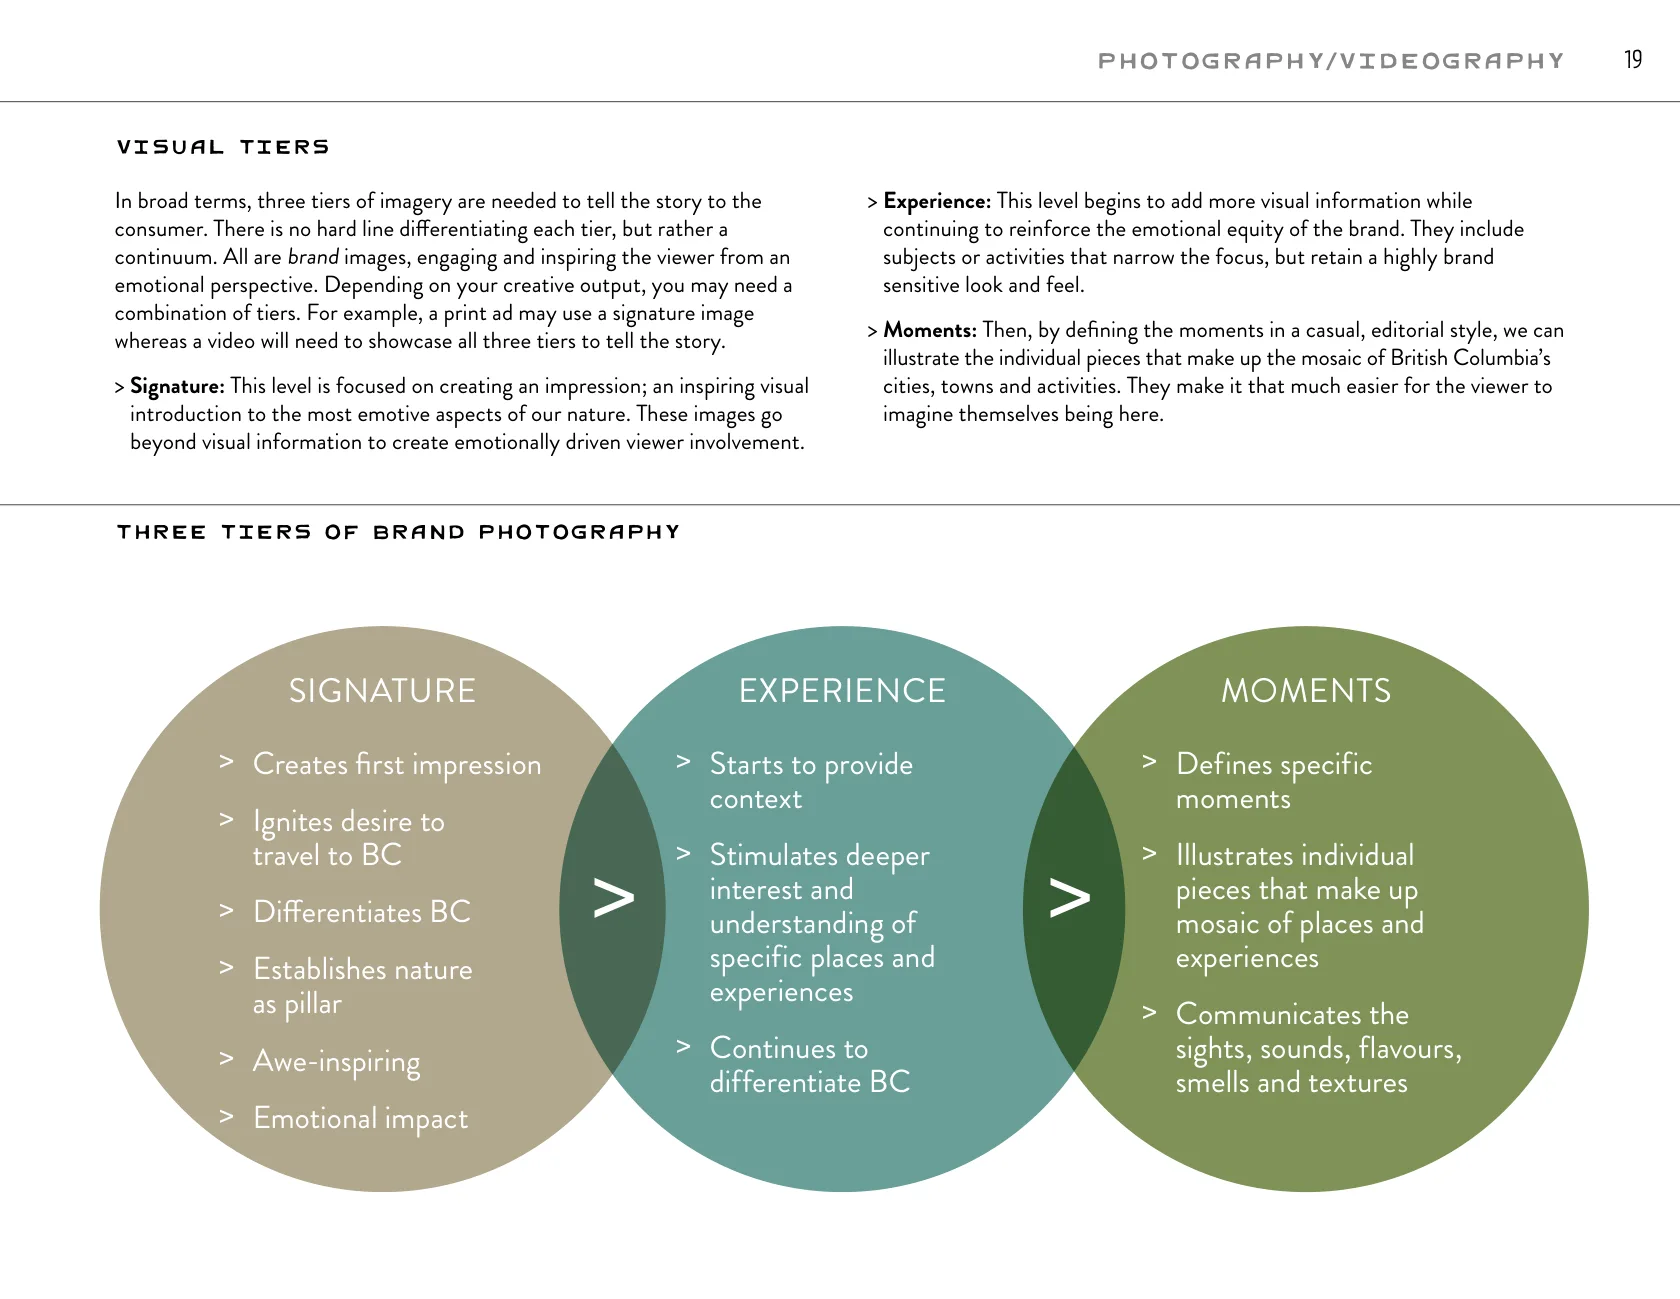 PHOTOGRAPHY/VIDEOGRAPHY 19
VISUAL TIERS
In broad terms, three tiers of imagery are needed to tell the story to the
consumer. There is no hard line differentiating each tier, but rather a
continuum. All are brand images, engaging and inspiring the viewer from an
emotional perspective. Depending on your creative output, you may need a
combination of tiers. For example, a print ad may use a signature image
whereas a video will need to showcase all three tiers to tell the story.
> Signature: This level is focused on creating an impression; an inspiring visual
introduction to the most emotive aspects of our nature. These images go
beyond visual information to create emotionally driven viewer involvement.
> Experience: This level begins to add more visual information while
continuing to reinforce the emotional equity of the brand. They include
subjects or activities that narrow the focus, but retain a highly brand
sensitive look and feel.
> Moments: Then, by defining the moments in a casual, editorial style, we can
illustrate the individual pieces that make up the mosaic of British Columbia's
cities, towns and activities. They make it that much easier for the viewer to
imagine themselves being here.
THREE TIERS OF BRAND PHOTOGRAPHY
SIGNATURE
> Creates first impression
> Ignites desire to
travel to BC
> Differentiates BC
> Establishes nature
as pillar
> Awe-inspiring
> Emotional impact
>
EXPERIENCE
> Starts to provide
context
> Stimulates deeper
interest and
understanding of
specific places and
experiences
> Continues to
differentiate BC
>
MOMENTS
> Defines specific
moments
> Illustrates individual
pieces that make up
mosaic of places and
experiences
> Communicates the
sights, sounds, flavours,
smells and textures